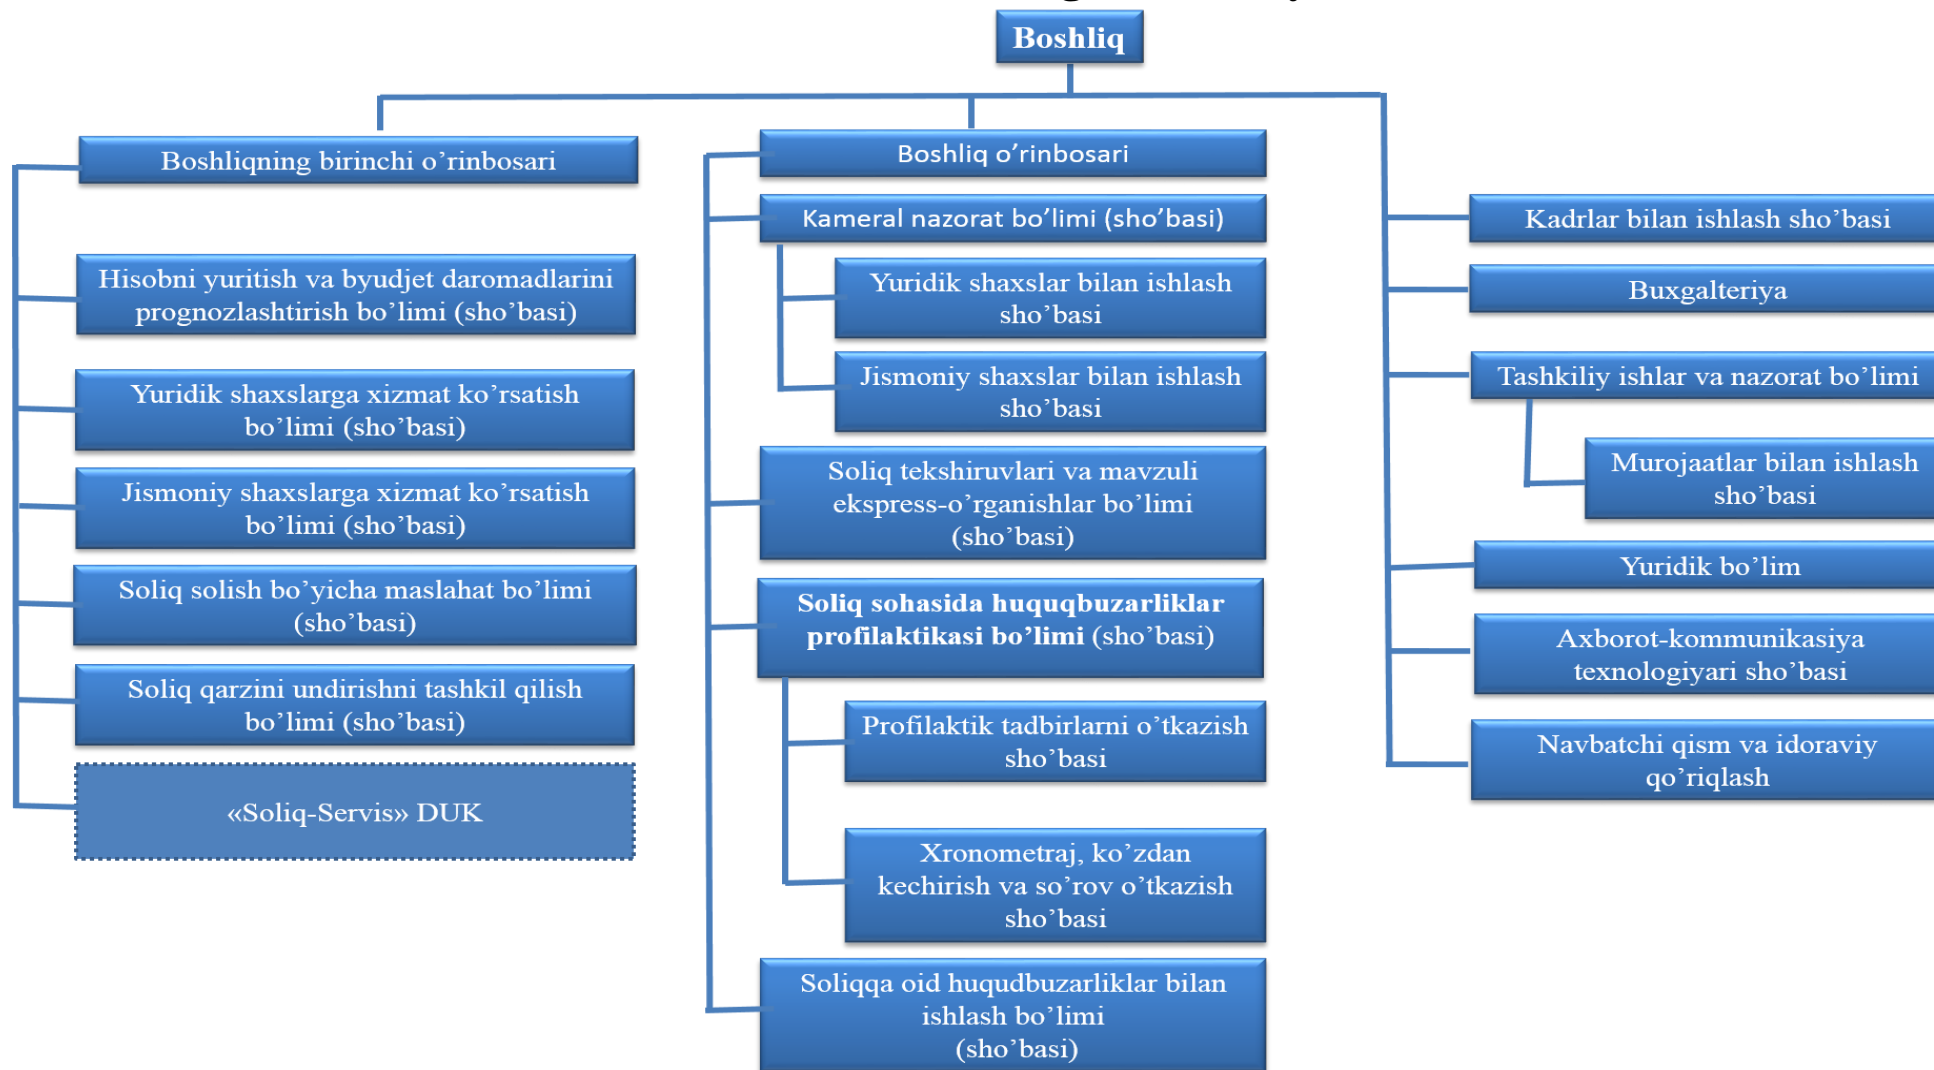 Boshliq
Boshliqning birinchi o’rinbosari
Hisobni yuritish va byudjet daromadlarini
prognozlashtirish bo’limi (sho’basi)
Yuridik shaxslarga xizmat ko’rsatish
bo’limi (sho’basi)
Jismoniy shaxslarga xizmat ko’rsatish
bo’limi (sho’basi)
Soliq solish bo’yicha maslahat bo’limi
(sho’basi)
Soliq qarzini undirishni tashkil qilish
bo’limi (sho’basi)
«Soliq-Servis» DUK
Boshliq o’rinbosari
Kameral nazorat bo’limi (sho’basi)
Yuridik shaxslar bilan ishlash
sho’basi
Jismoniy shaxslar bilan ishlash
sho’basi
Soliq tekshiruvlari va mavzuli
ekspress-o’rganishlar bo’limi
(sho’basi)
Soliq sohasida huquqbuzarliklar
profilaktikasi bo’limi (sho’basi)
Profilaktik tadbirlarni o’tkazish
sho’basi
Xronometraj, ko’zdan
kechirish va so’rov o’tkazish
sho’basi
Soliqqa oid huqudbuzarliklar bilan
ishlash bo’limi
(sho’basi)
Kadrlar bilan ishlash sho’basi
Buxgalteriya
Tashkiliy ishlar va nazorat bo’limi
Murojaatlar bilan ishlash
sho’basi
Yuridik bo’lim
Axborot-kommunikasiya
texnologiyari sho’basi
Navbatchi qism va idoraviy
qo’riqlash